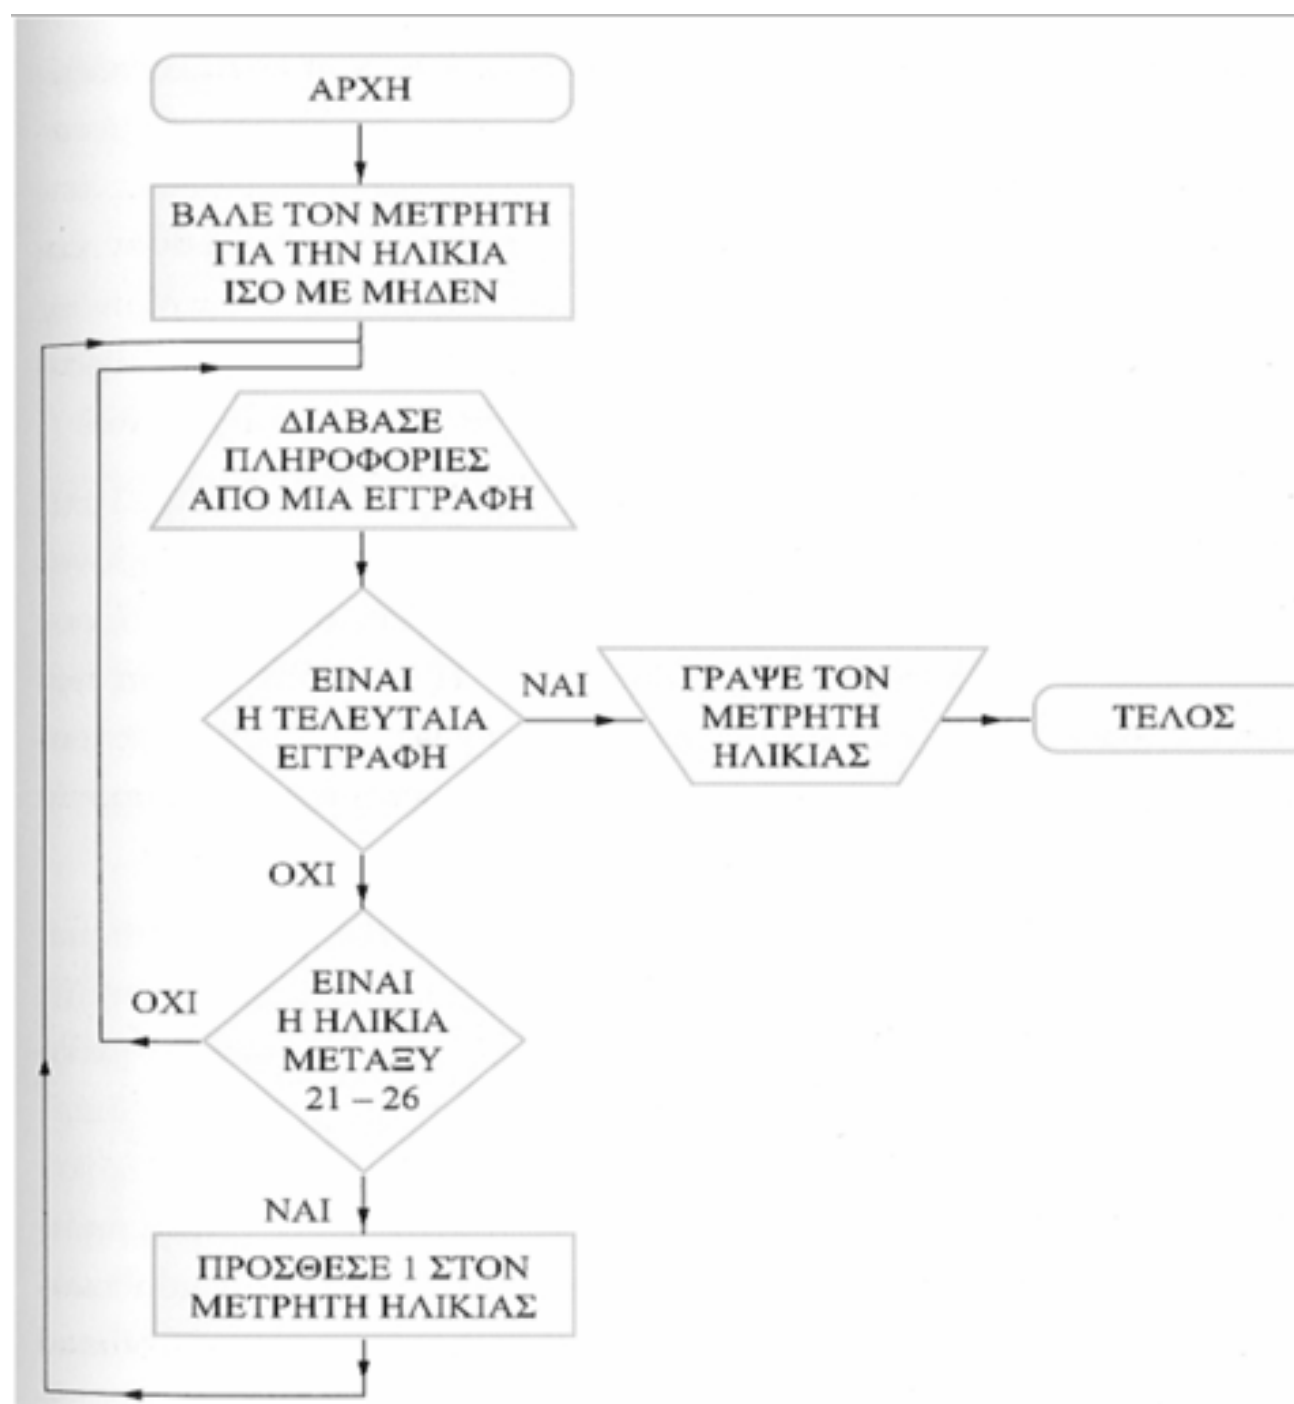 ΑΡΧΗ
ΒΑΛΕ ΤΟΝ ΜΕΤΡΗΤΗ
ΓΙΑ ΤΗΝ ΗΛΙΚΙΑ
ΙΣΟ ΜΕ ΜΗΔΕΝ
ΔΙΑΒΑΣΕ
ΠΛΗΡΟΦΟΡΙΕΣ
ΑΠΟ ΜΙΑ ΕΓΓΡΑΦΗ
ΕΙΝΑΙ
Η ΤΕΛΕΥΤΑΙΑ
ΕΓΓΡΑΦΗ
ΝΑΙ
ΓΡΑΨΕ ΤΟΝ
ΜΕΤΡΗΤΗ
ΗΛΙΚΙΑΣ
ΤΕΛΟΣ
ΟΧΙ
ΕΙΝΑΙ
Η ΗΛΙΚΙΑ
ΜΕΤΑΞΥ
21 – 26
ΟΧΙ
ΝΑΙ
ΠΡΟΣΘΕΣΕ 1 ΣΤΟΝ
ΜΕΤΡΗΤΗ ΗΛΙΚΙΑΣ